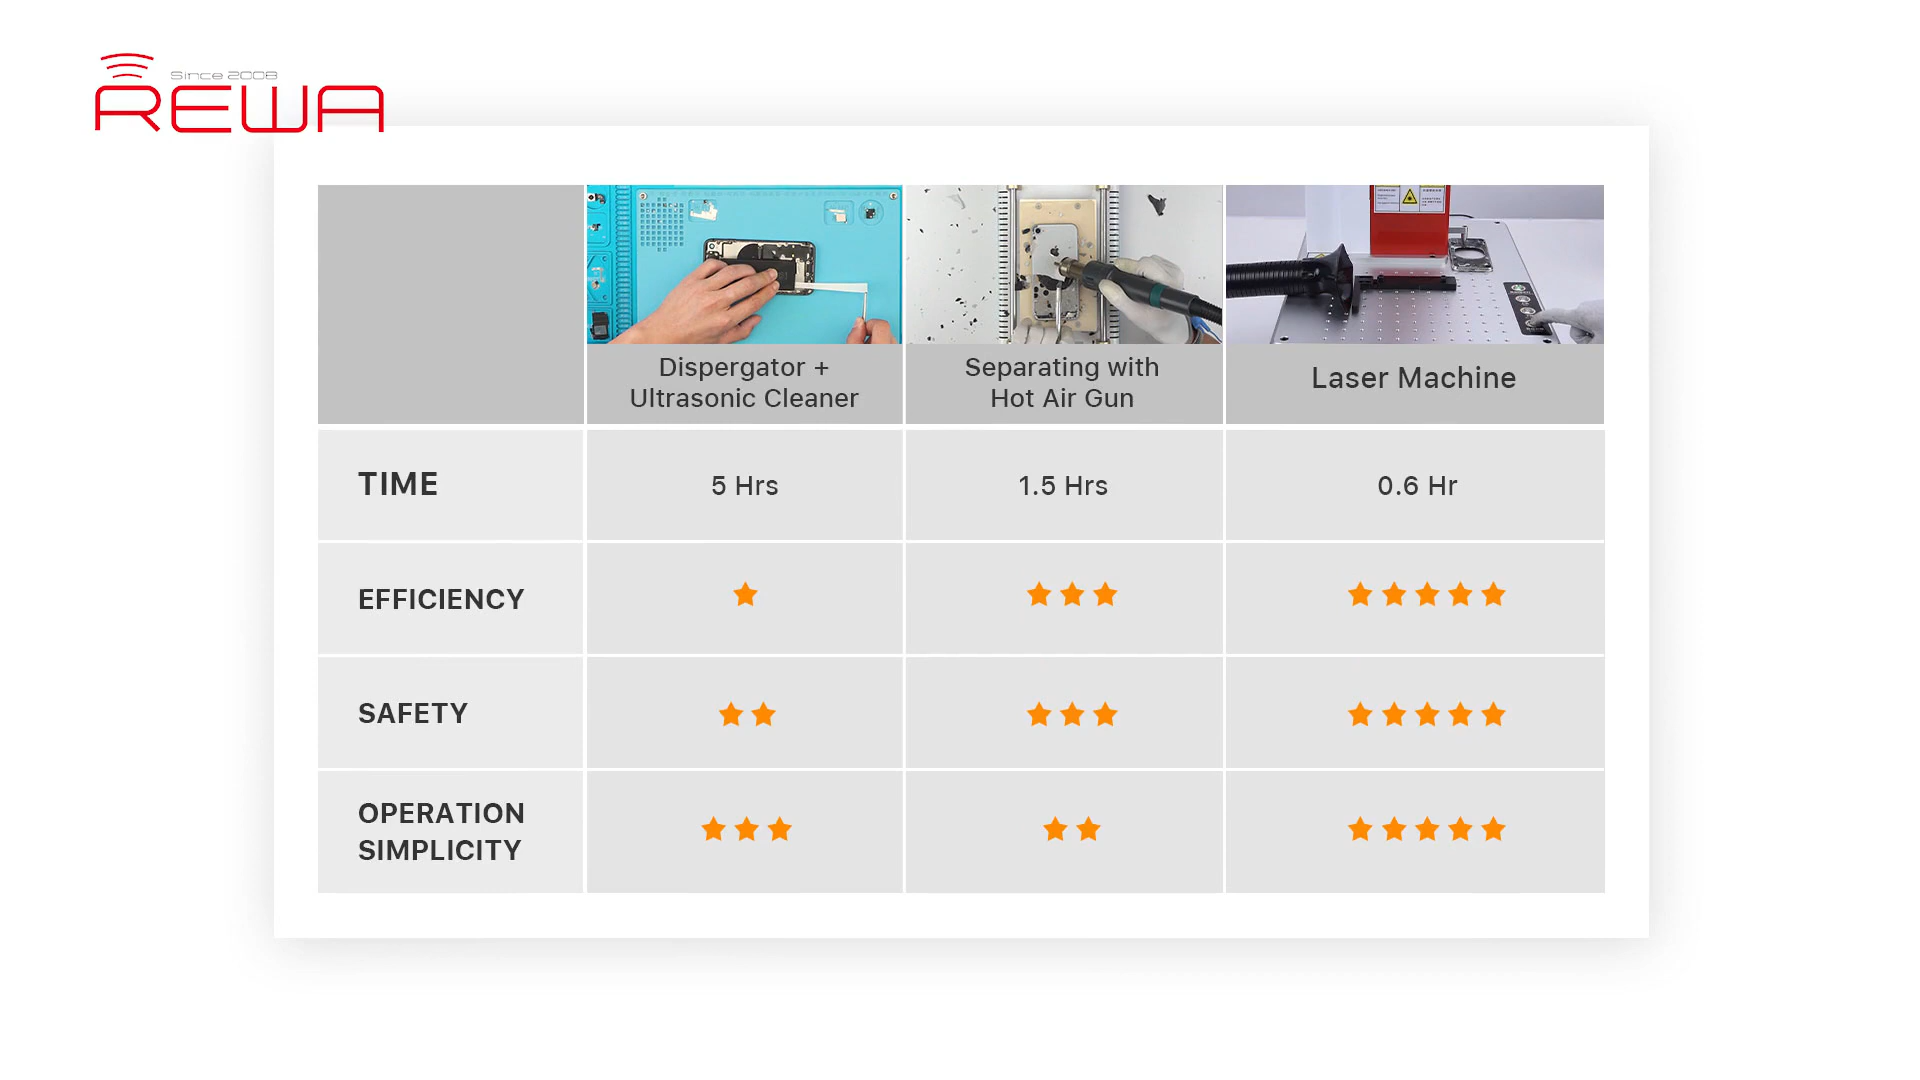 Since 2008
REWA
Dispergator +
Ultrasonic Cleaner
Separating with
Hot Air Gun
Laser Machine
TIME
5 Hrs
1.5 Hrs
0.6 Hr
EFFICIENCY
SAFETY
OPERATION
SIMPLICITY